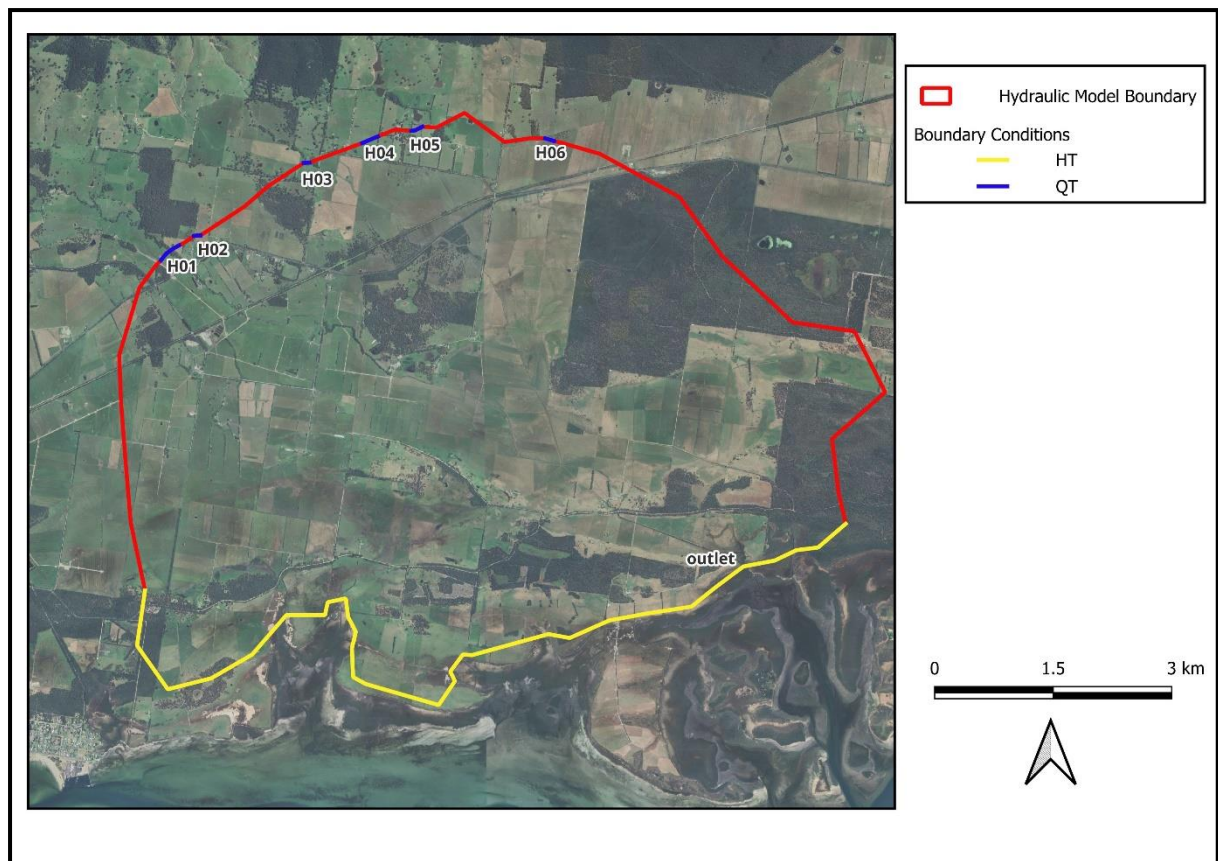 H05
H04
H06
H03
H02
H01
outlet
Hydraulic Model Boundary
Boundary Conditions
HT
QT
0 1.5 3 km